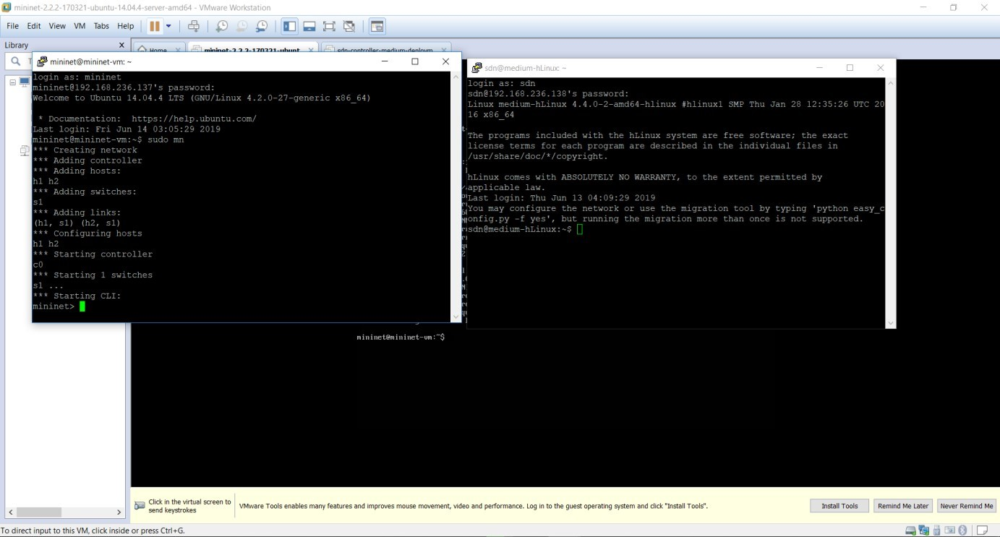 mininet-2.2.2-170321-ubuntu-14.04.4-server-amd64 - VMware Workstation
File Edit View VM Tabs Help
Library X
Home mininet-2.2.2-170321-ubunt... sdn-controller-medium-deploym...
mininet@mininet-vm: ~
login as: mininet
mininet@192.168.236.137's password:
Welcome to Ubuntu 14.04.4 LTS (GNU/Linux 4.2.0-27-generic x86_64)
* Documentation: https://help.ubuntu.com/
Last login: Fri Jun 14 03:05:29 2019
mininet@mininet-vm:~$ sudo mn
*** Creating network
*** Adding controller
*** Adding hosts:
h1 h2
*** Adding switches:
s1
*** Adding links:
(h1, s1) (h2, s1)
*** Configuring hosts
h1 h2
*** Starting controller
c0
*** Starting 1 switches
s1 ...
*** Starting CLI:
mininet>
sdn@medium-hLinux: ~
login as: sdn
sdn@192.168.236.138's password:
Linux medium-hLinux 4.4.0-2-amd64-hlinux #hlinux1 SMP Thu Jan 28 12:35:26 UTC 20
16 x86_64
The programs included with the hLinux system are free software; the exact
license terms for each program are described in the individual files in
/usr/share/doc/*/copyright.
hLinux comes with ABSOLUTELY NO WARRANTY, to the extent permitted by
applicable law.
Last login: Thu Jun 13 04:09:29 2019
You may configure the network or use the migration tool by typing 'python easy_c
onfig.py -f yes', but running the migration more than once is not supported.
sdn@medium-hLinux:~$
mininet@mininet-vm:~$
Click in the virtual screen to
send keystrokes
VMware Tools enables many features and improves mouse movement, video and performance. Log in to the guest operating system and click "Install Tools".
Install Tools Remind Me Later Never Remind Me
To direct input to this VM, click inside or press Ctrl+G.